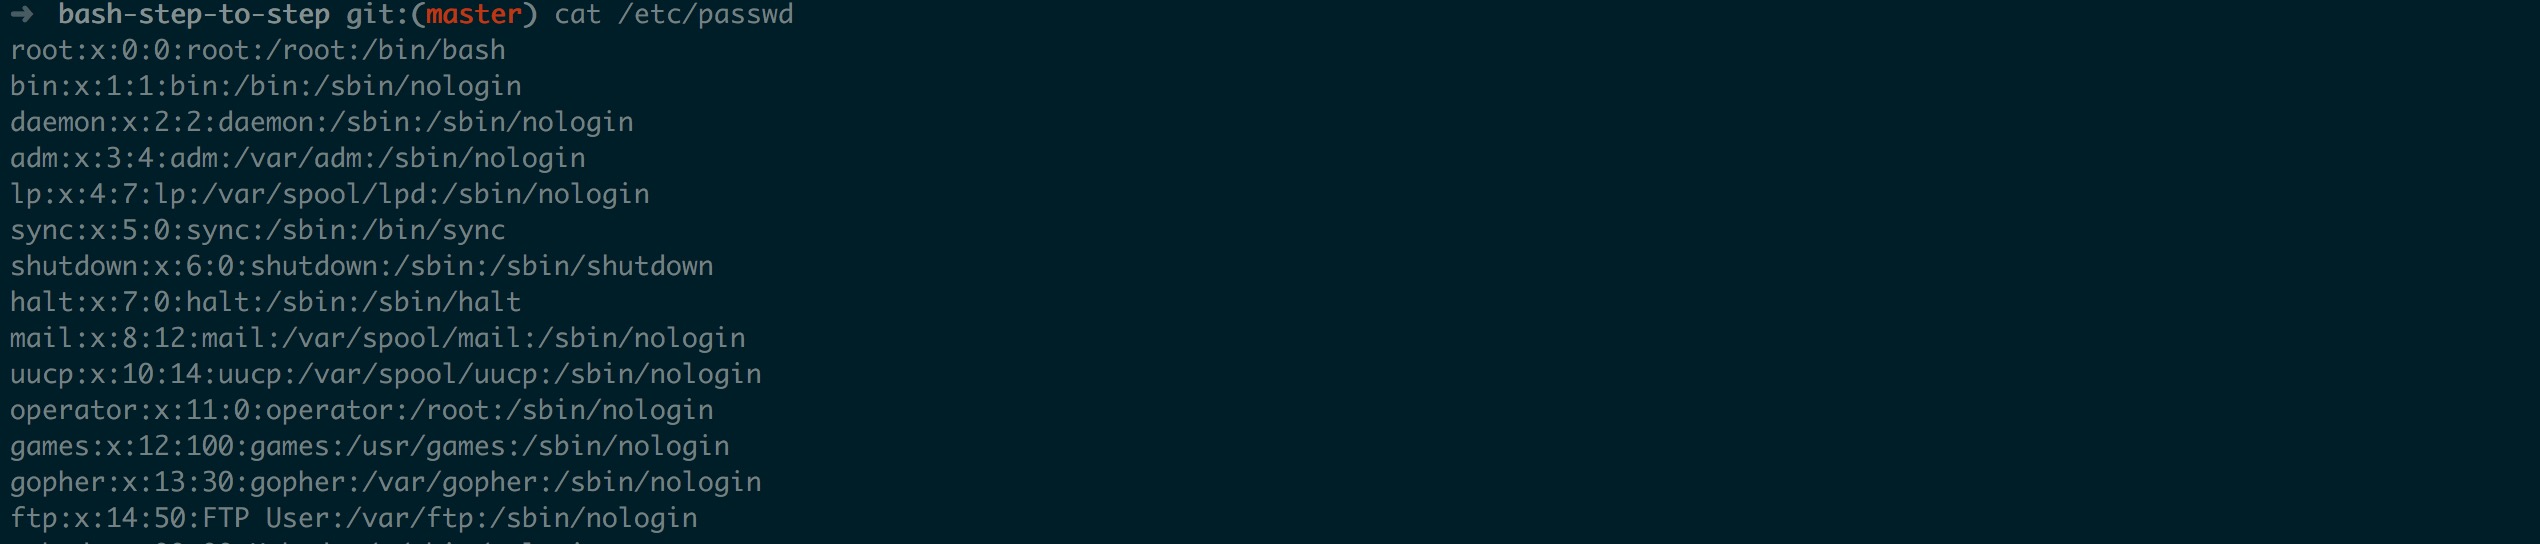 ➜ bash-step-to-step git:(master) cat /etc/passwd
root:x:0:0:root:/root:/bin/bash
bin:x:1:1:bin:/bin:/sbin/nologin
daemon:x:2:2:daemon:/sbin:/sbin/nologin
adm:x:3:4:adm:/var/adm:/sbin/nologin
lp:x:4:7:lp:/var/spool/lpd:/sbin/nologin
sync:x:5:0:sync:/sbin:/bin/sync
shutdown:x:6:0:shutdown:/sbin:/sbin/shutdown
halt:x:7:0:halt:/sbin:/sbin/halt
mail:x:8:12:mail:/var/spool/mail:/sbin/nologin
uucp:x:10:14:uucp:/var/spool/uucp:/sbin/nologin
operator:x:11:0:operator:/root:/sbin/nologin
games:x:12:100:games:/usr/games:/sbin/nologin
gopher:x:13:30:gopher:/var/gopher:/sbin/nologin
ftp:x:14:50:FTP User:/var/ftp:/sbin/nologin